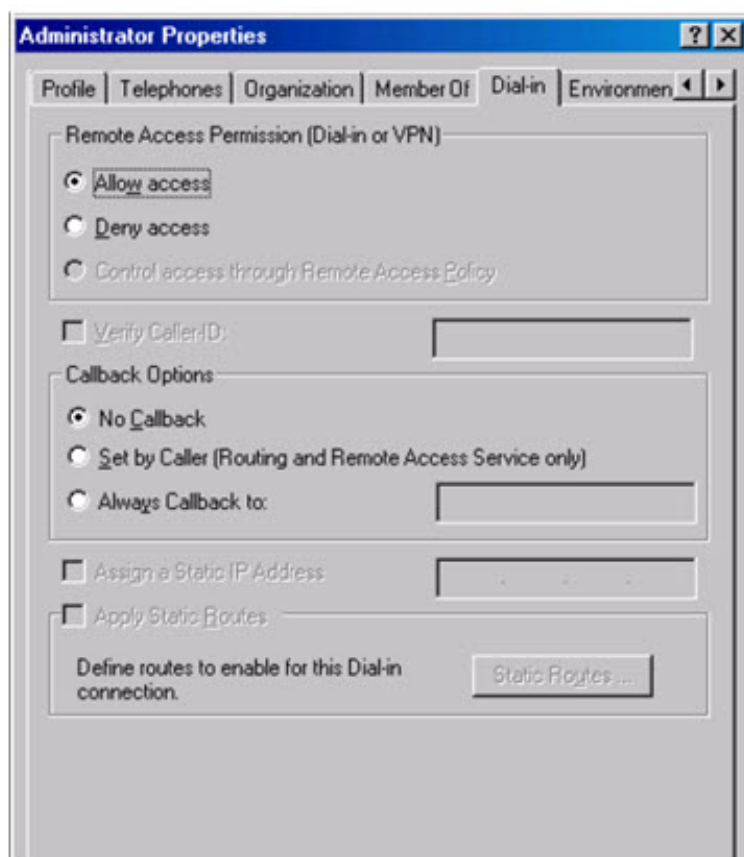 Administrator Properties
Profile Telephones Organization Member Of Dial-in Environmen
Remote Access Permission (Dial-in or VPN)
Allow access
Deny access
Control access through Remote Access Policy
Verify Caller-ID:
Callback Options
No Callback
Set by Caller (Routing and Remote Access Service only)
Always Callback to:
Assign a Static IP Address
Apply Static Routes
Define routes to enable for this Dial-in
connection.
Static Routes ...